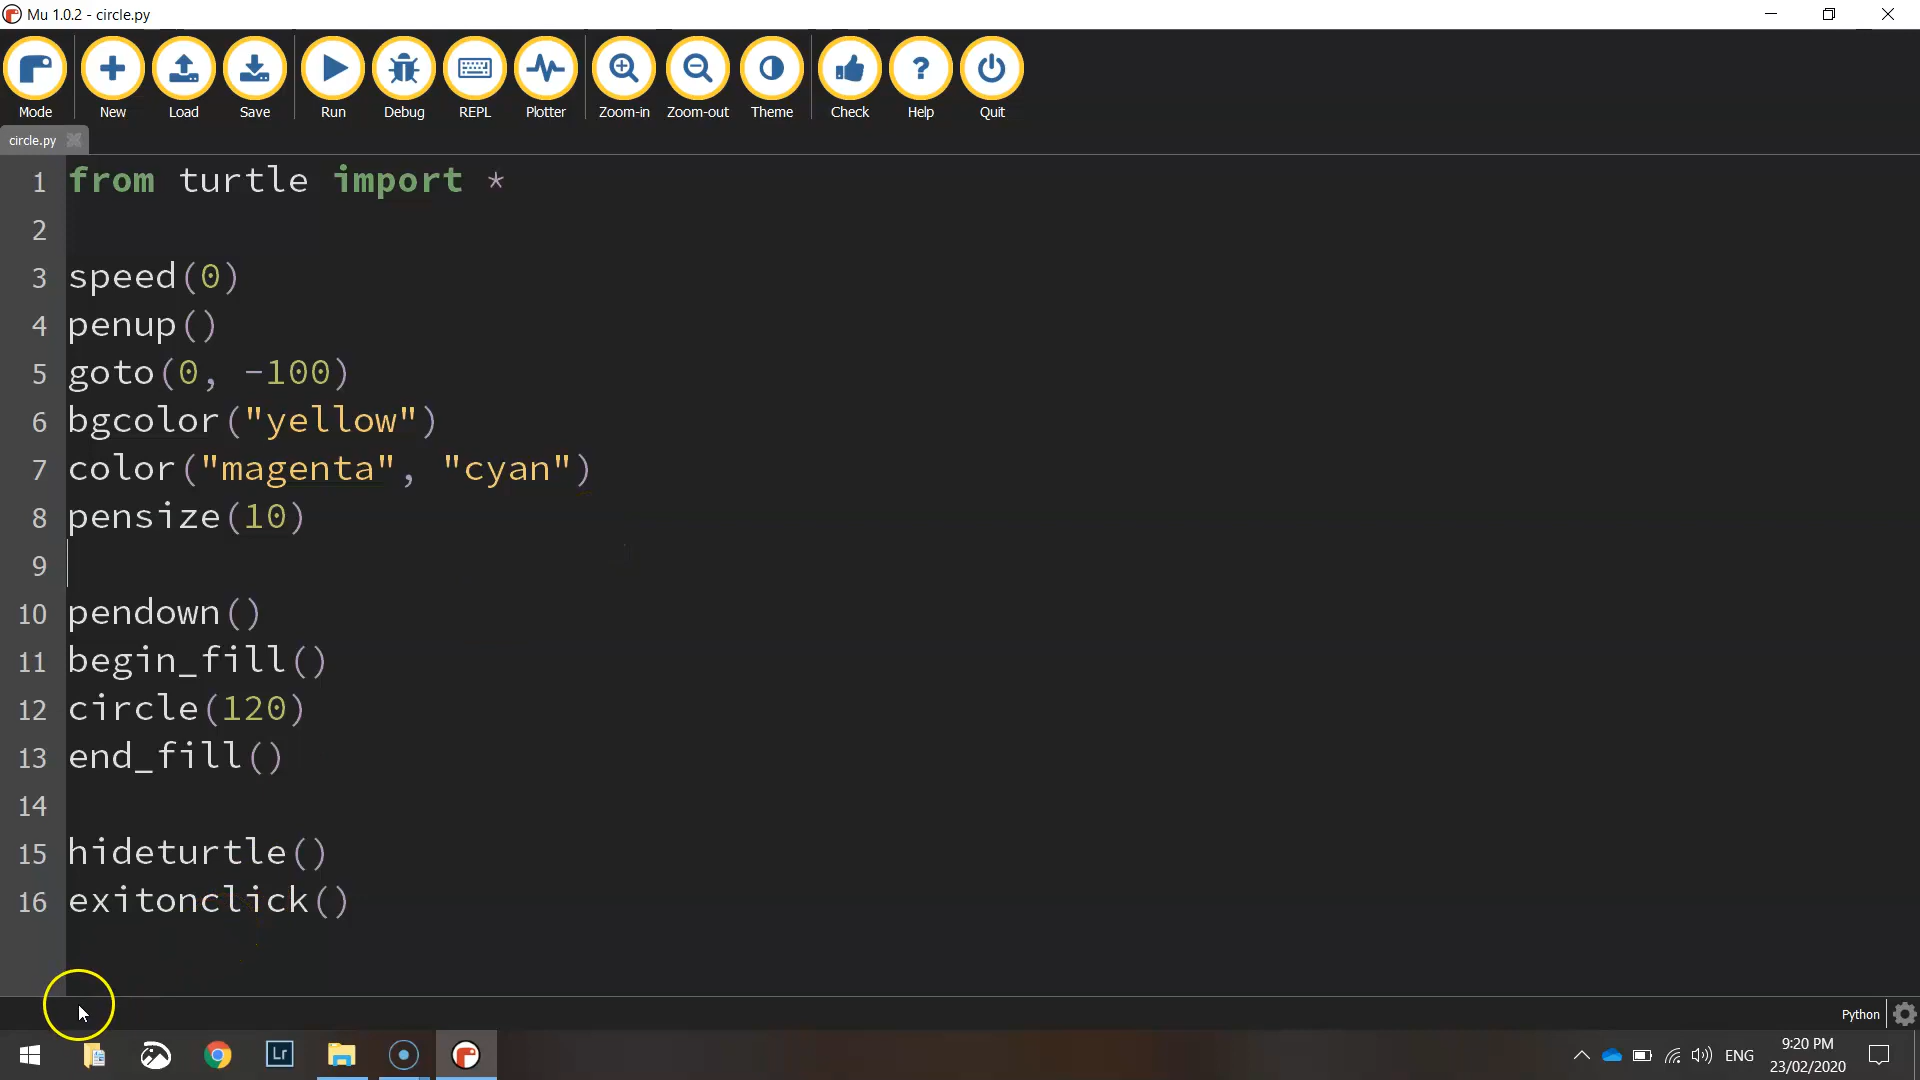 Mu 1.0.2 - circle.py
Mode New Load Save Run Debug REPL Plotter Zoom-in Zoom-out Theme Check Help Quit
circle.py
1 from turtle import *
2
3 speed(0)
4 penup()
5 goto(0, -100)
6 bgcolor("yellow")
7 color("magenta", "cyan")
8 pensize(10)
9
10 pendown()
11 begin_fill()
12 circle(120)
13 end_fill()
14
15 hideturtle()
16 exitonclick()
Python
Lr
ENG
9:20 PM
23/02/2020